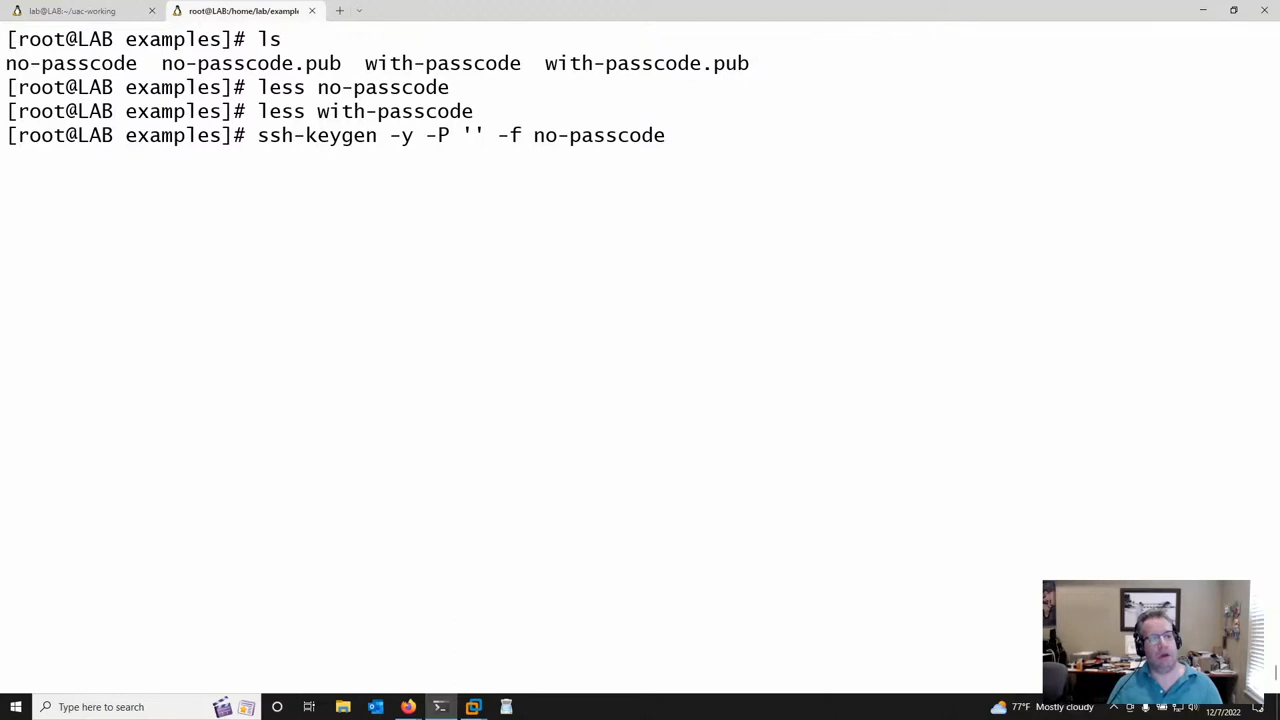 lab@LAB:~/uac-working
root@LAB:/home/lab/exampl
[root@LAB examples]# ls
no-passcode  no-passcode.pub  with-passcode  with-passcode.pub
[root@LAB examples]# less no-passcode
[root@LAB examples]# less with-passcode
[root@LAB examples]# ssh-keygen -y -P '' -f no-passcode
Type here to search
77°F Mostly cloudy
12/7/2022